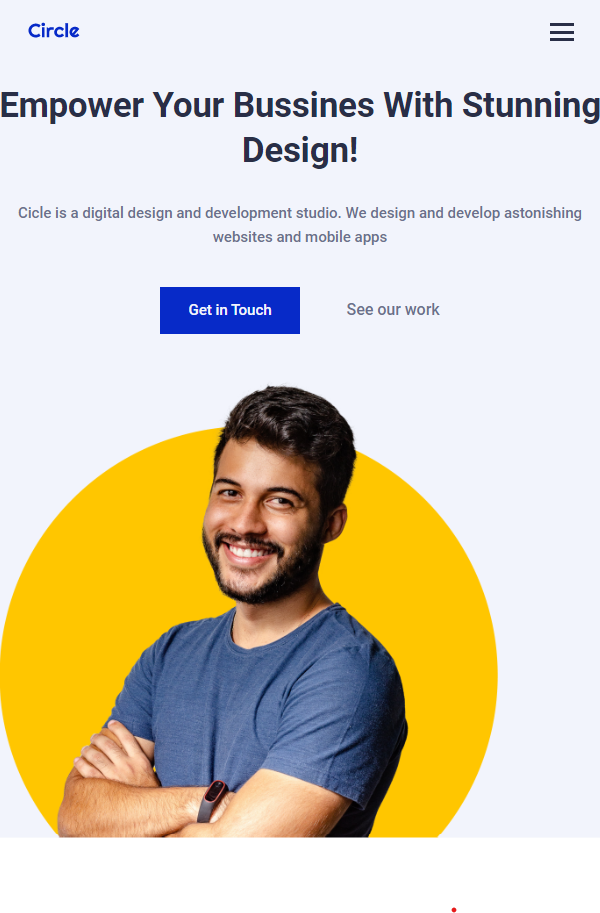 Circle
Empower Your Bussines With Stunning
Design!
Cicle is a digital design and development studio. We design and develop astonishing
websites and mobile apps
Get in Touch
See our work